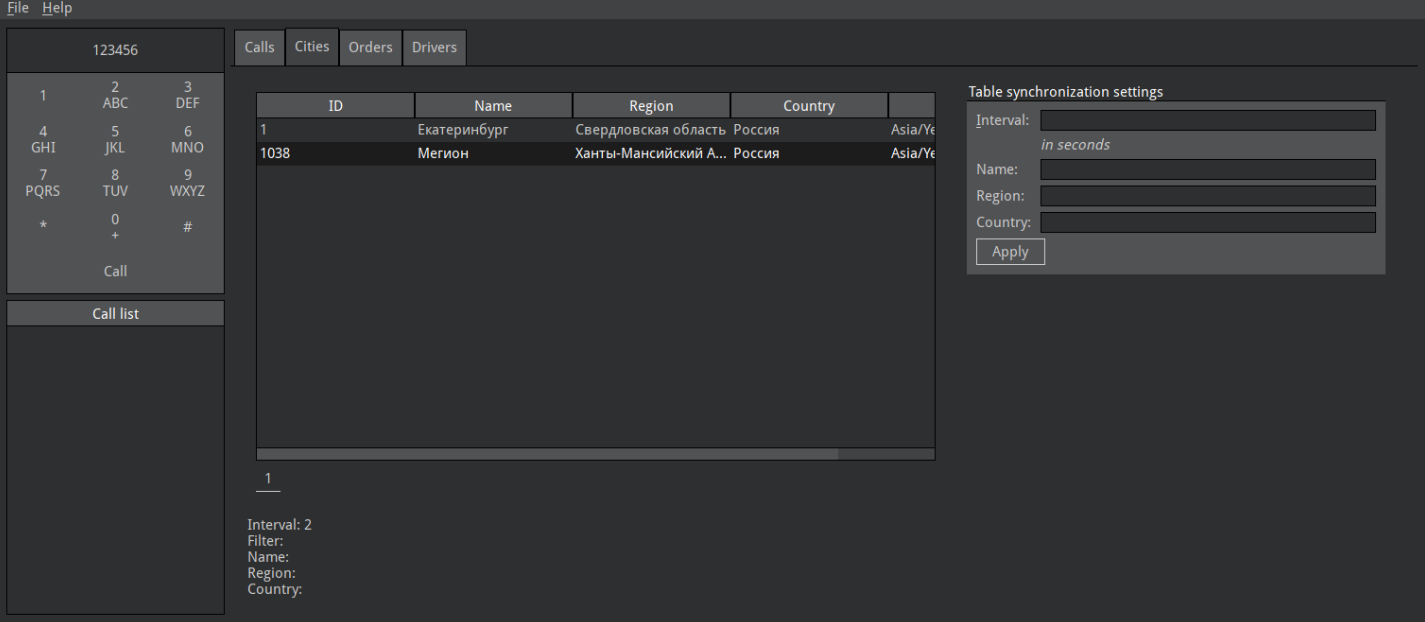 File Help
123456
1 2 3
ABC DEF
4 5 6
GHI JKL MNO
7 8 9
PQRS TUV WXYZ
* 0 #
+
Call
Call list
Calls Cities Orders Drivers
ID Name Region Country
1 Екатеринбург Свердловская область Россия Asia/Ye
1038 Мегион Ханты-Мансийский А... Россия Asia/Ye
1
Interval: 2
Filter:
Name:
Region:
Country:
Table synchronization settings
Interval:
in seconds
Name:
Region:
Country:
Apply